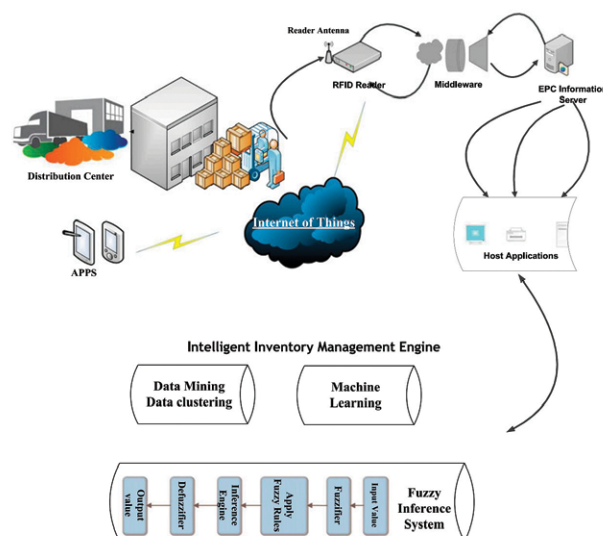 Reader Antenna
RFID Reader
Middleware
EPC Information
Server
Distribution Center
Internet of Things
APPS
Host Applications
Intelligent Inventory Management Engine
Data Mining
Data clustering
Machine
Learning
Output
value
Defuzzifier
Inference
Engine
Apply
Fuzzy Rules
Fuzzifier
Input Value
Fuzzy
Inference
System